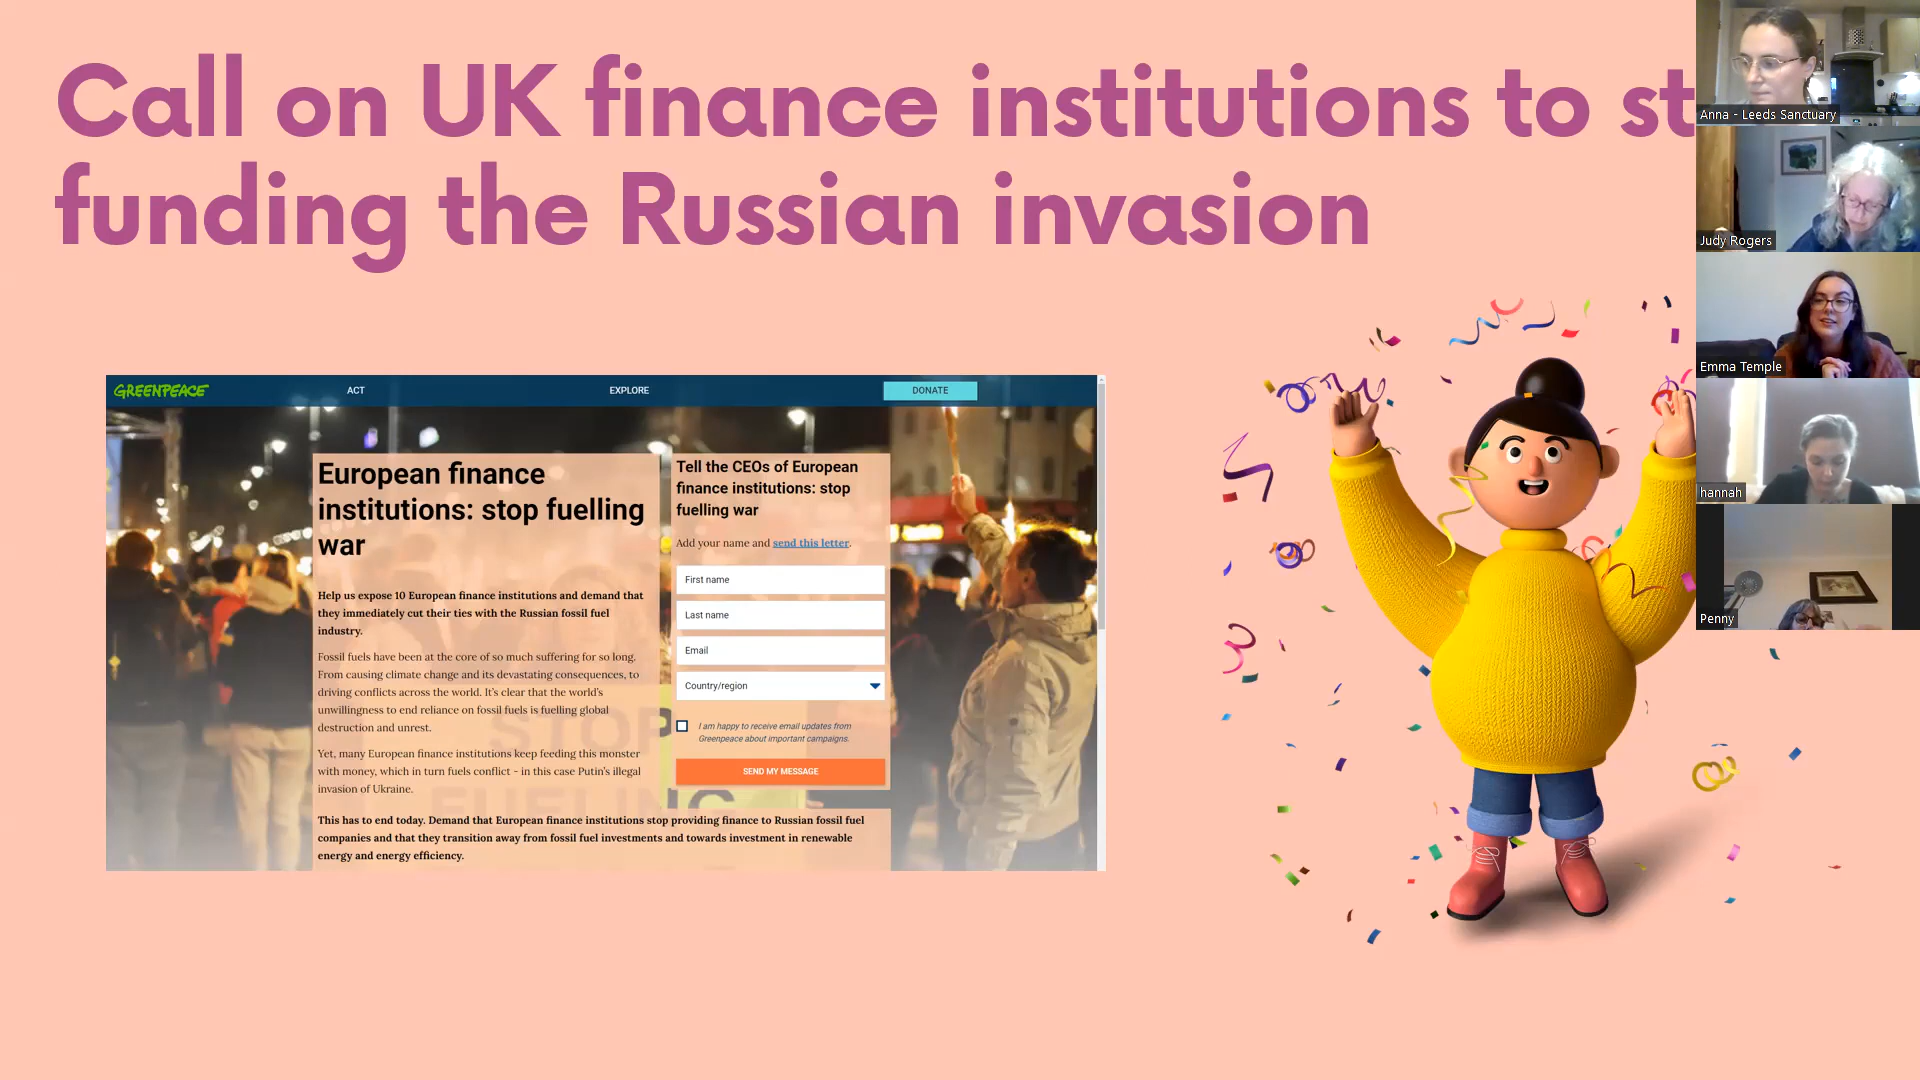 Call on UK finance institutions to st
funding the Russian invasion
GREENPEACE
ACT
EXPLORE
DONATE
European finance
institutions: stop fuelling
war
Help us expose 10 European finance institutions and demand that
they immediately cut their ties with the Russian fossil fuel
industry.
Fossil fuels have been at the core of so much suffering for so long.
From causing climate change and its devastating consequences, to
driving conflicts across the world. It's clear that the world's
unwillingness to end reliance on fossil fuels is fuelling global
destruction and unrest.
Yet, many European finance institutions keep feeding this monster
with money, which in turn fuels conflict - in this case Putin's illegal
invasion of Ukraine.
This has to end today. Demand that European finance institutions stop providing finance to Russian fossil fuel
companies and that they transition away from fossil fuel investments and towards investment in renewable
energy and energy efficiency.
Tell the CEOs of European
finance institutions: stop
fuelling war
Add your name and send this letter.
First name
Last name
Email
Country/region
I am happy to receive email updates from
Greenpeace about important campaigns.
SEND MY MESSAGE
STOP
FUELING
Anna - Leeds Sanctuary
Judy Rogers
Emma Temple
hannah
Penny